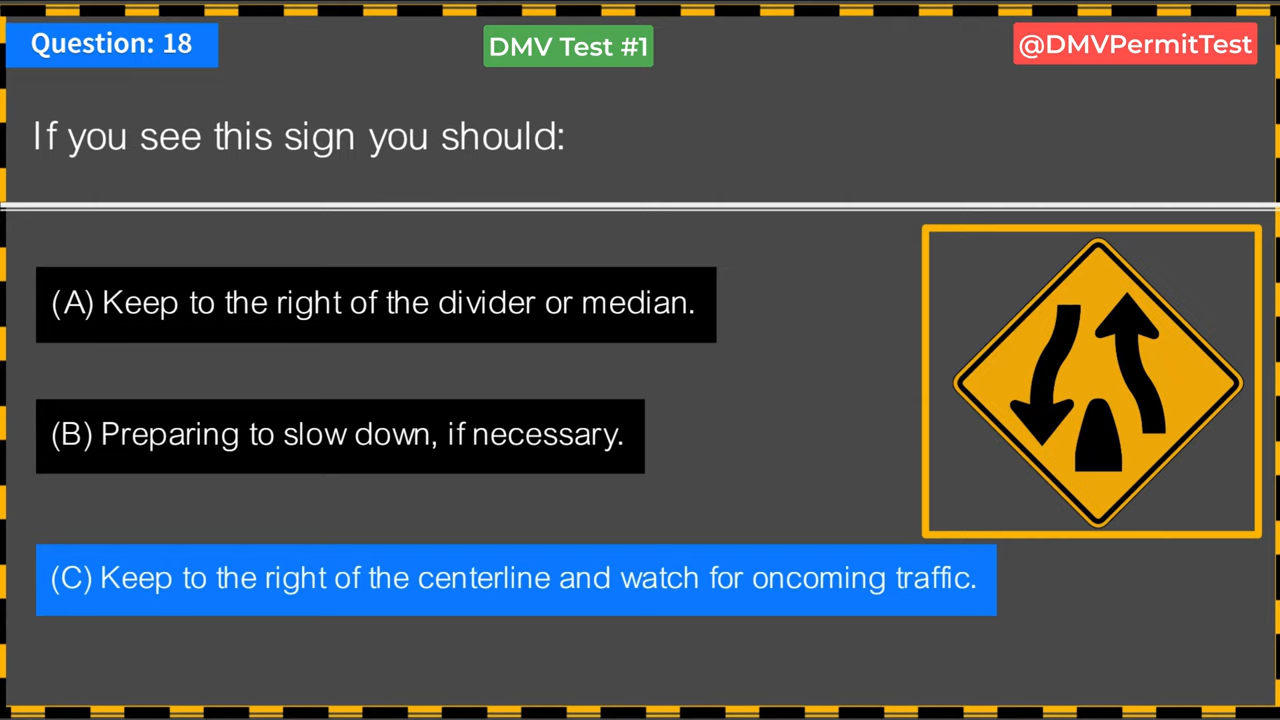 Question: 18
DMV Test #1
@DMVPermitTest
If you see this sign you should:
(A) Keep to the right of the divider or median.
(B) Preparing to slow down, if necessary.
(C) Keep to the right of the centerline and watch for oncoming traffic.